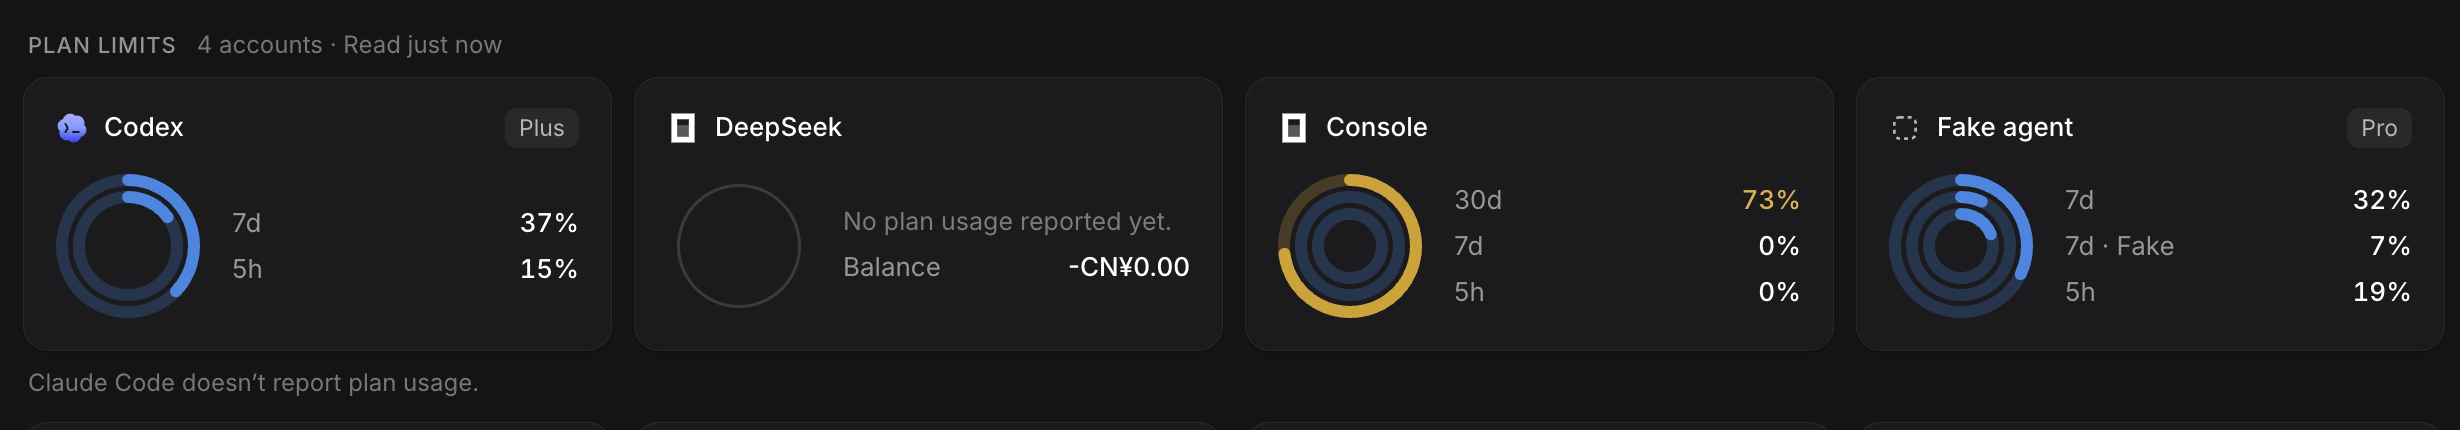 PLAN LIMITS 4 accounts · Read just now
Codex Plus
7d 37%
5h 15%
DeepSeek
No plan usage reported yet.
Balance -CN¥0.00
Console
30d 73%
7d 0%
5h 0%
Fake agent Pro
7d 32%
7d · Fake 7%
5h 19%
Claude Code doesn’t report plan usage.